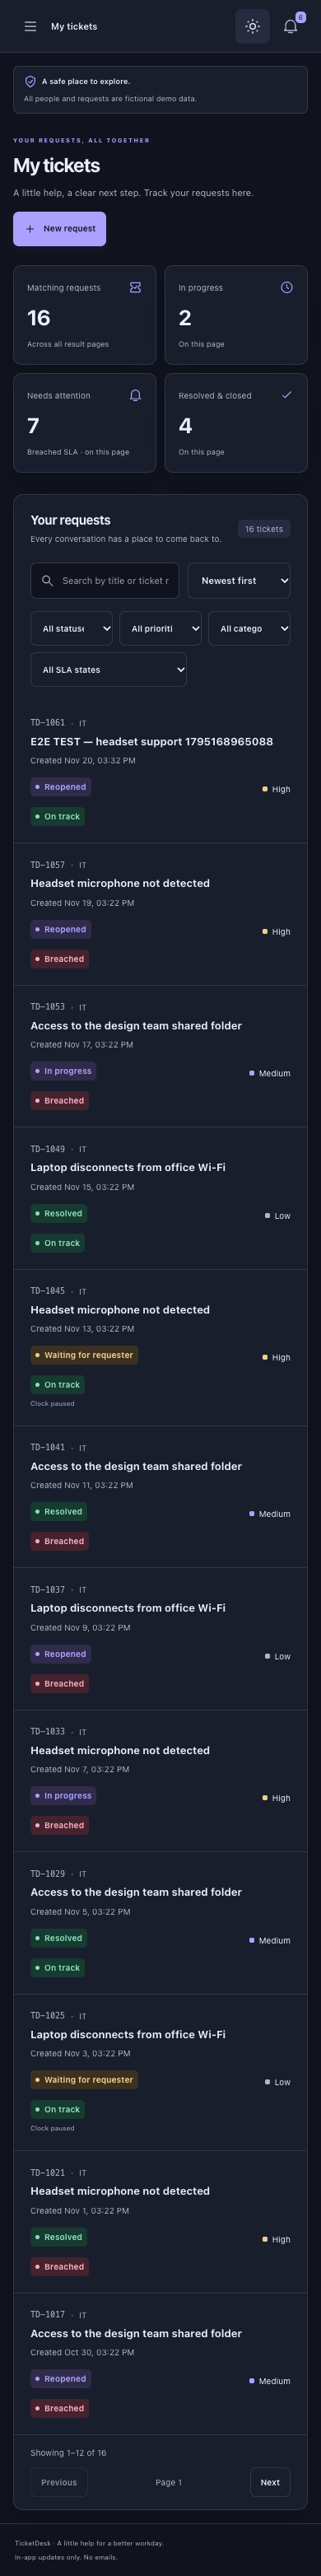 My tickets
6
A safe place to explore.
All people and requests are fictional demo data.
YOUR REQUESTS, ALL TOGETHER
My tickets
A little help, a clear next step. Track your requests here.
+ New request
Matching requests
16
Across all result pages
In progress
2
On this page
Needs attention
7
Breached SLA · on this page
Resolved & closed
4
On this page
Your requests
Every conversation has a place to come back to.
16 tickets
Search by title or ticket r
Newest first
All status
All prioriti
All catego
All SLA states
TD-1061 · IT
E2E TEST — headset support 1795168965088
Created Nov 20, 03:32 PM
Reopened
High
On track
TD-1057 · IT
Headset microphone not detected
Created Nov 19, 03:22 PM
Reopened
High
Breached
TD-1053 · IT
Access to the design team shared folder
Created Nov 17, 03:22 PM
In progress
Medium
Breached
TD-1049 · IT
Laptop disconnects from office Wi-Fi
Created Nov 15, 03:22 PM
Resolved
Low
On track
TD-1045 · IT
Headset microphone not detected
Created Nov 13, 03:22 PM
Waiting for requester
High
On track
Clock paused
TD-1041 · IT
Access to the design team shared folder
Created Nov 11, 03:22 PM
Resolved
Medium
Breached
TD-1037 · IT
Laptop disconnects from office Wi-Fi
Created Nov 9, 03:22 PM
Reopened
Low
Breached
TD-1033 · IT
Headset microphone not detected
Created Nov 7, 03:22 PM
In progress
High
Breached
TD-1029 · IT
Access to the design team shared folder
Created Nov 5, 03:22 PM
Resolved
Medium
On track
TD-1025 · IT
Laptop disconnects from office Wi-Fi
Created Nov 3, 03:22 PM
Waiting for requester
Low
On track
Clock paused
TD-1021 · IT
Headset microphone not detected
Created Nov 1, 03:22 PM
Resolved
High
Breached
TD-1017 · IT
Access to the design team shared folder
Created Oct 30, 03:22 PM
Reopened
Medium
Breached
Showing 1–12 of 16
Previous
Page 1
Next
TicketDesk · A little help for a better workday.
In-app updates only. No emails.